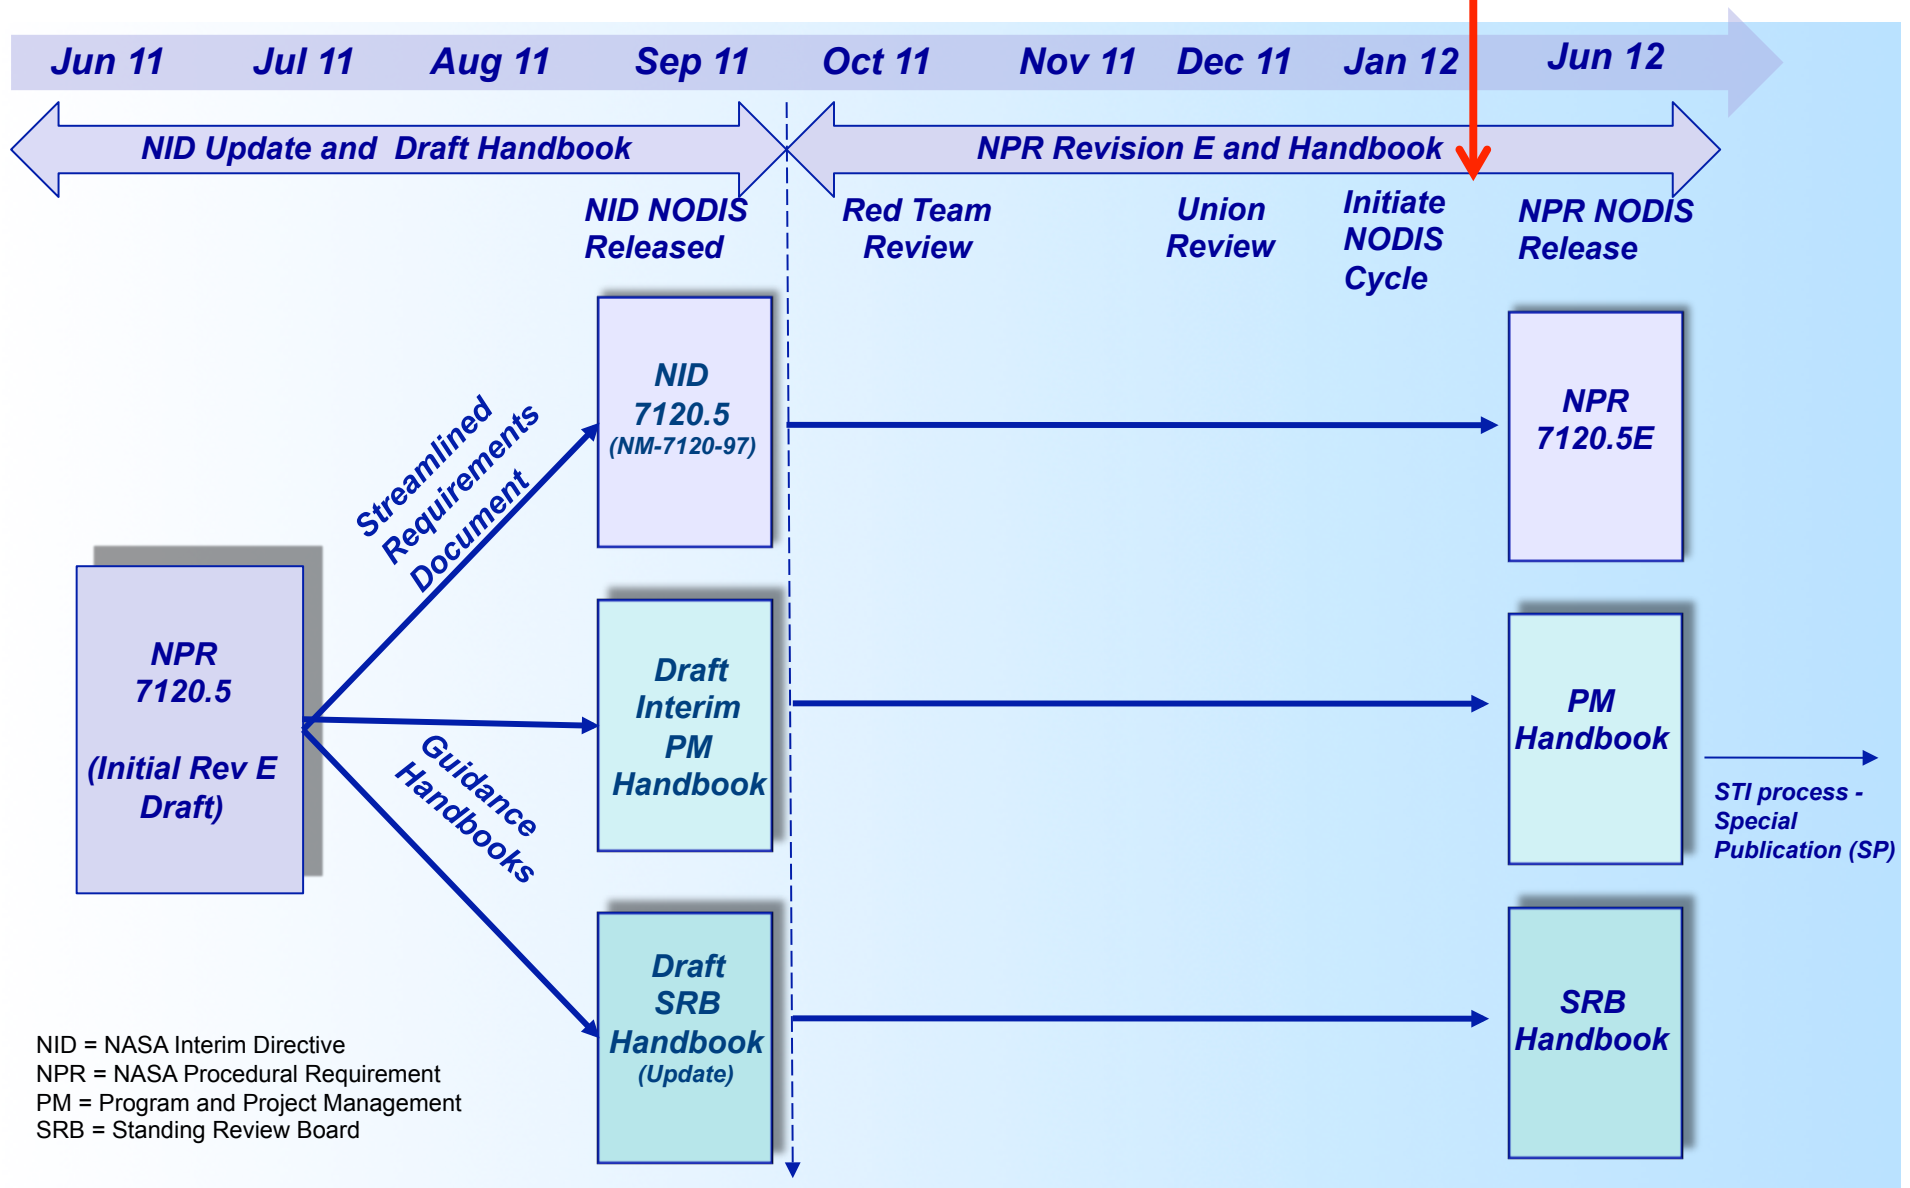 Jun 11 Jul 11 Aug 11 Sep 11 Oct 11 Nov 11 Dec 11 Jan 12 Jun 12
NID Update and Draft Handbook
NPR Revision E and Handbook
NID NODIS
Released
Red Team
Review
Union
Review
Initiate
NODIS
Cycle
NPR NODIS
Release
NPR
7120.5
(Initial Rev E
Draft)
Streamlined
Requirements
Document
Guidance
Handbooks
NID
7120.5
(NM-7120-97)
NPR
7120.5E
Draft
Interim
PM
Handbook
PM
Handbook
STI process -
Special
Publication (SP)
Draft
SRB
Handbook
(Update)
SRB
Handbook
NID = NASA Interim Directive
NPR = NASA Procedural Requirement
PM = Program and Project Management
SRB = Standing Review Board